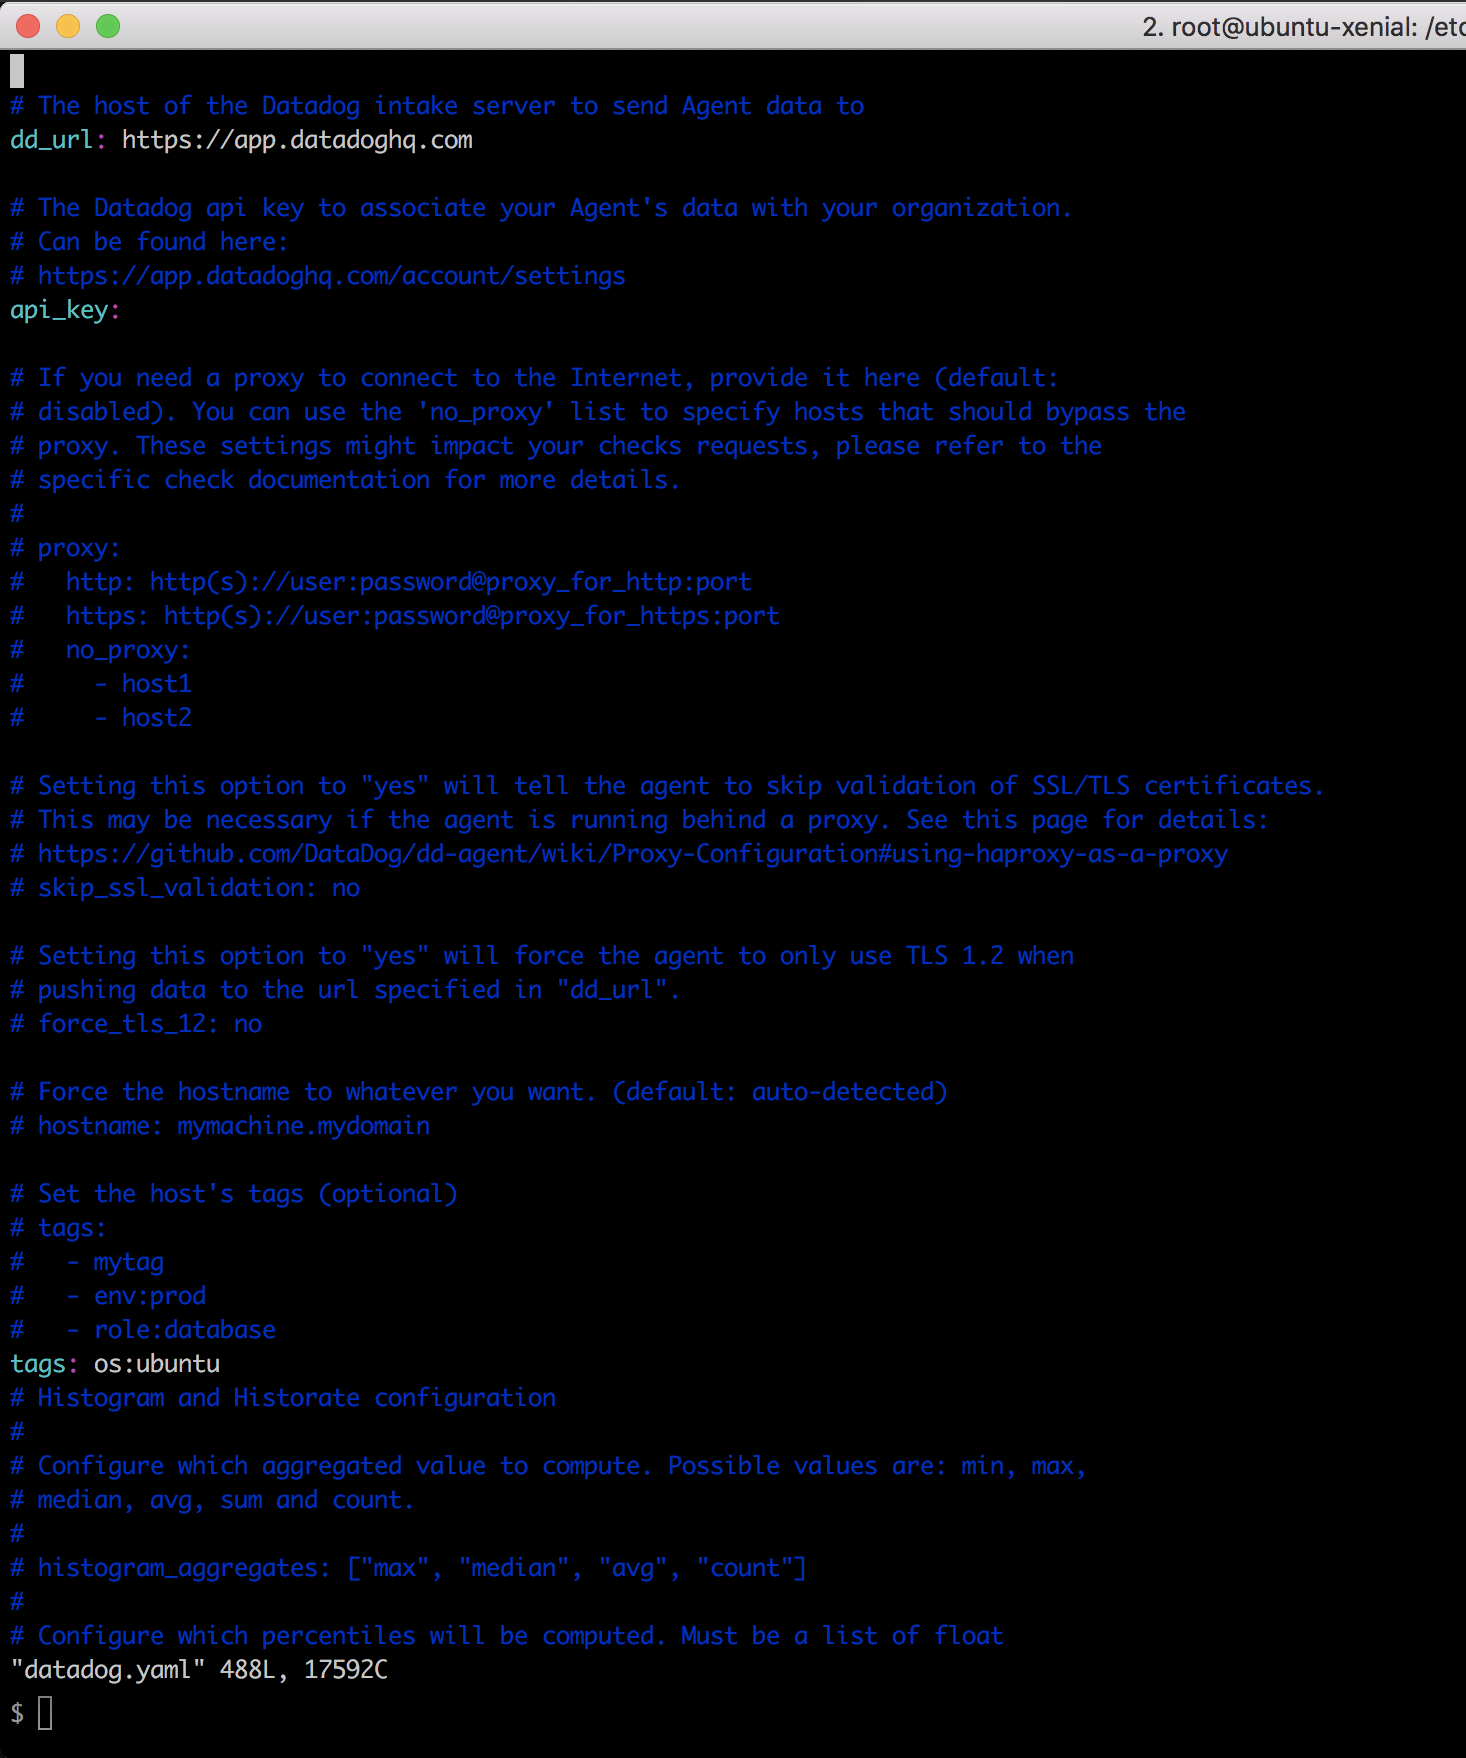 2. root@ubuntu-xenial: /etc
# The host of the Datadog intake server to send Agent data to
dd_url: https://app.datadoghq.com
# The Datadog api key to associate your Agent's data with your organization.
# Can be found here:
# https://app.datadoghq.com/account/settings
api_key:
# If you need a proxy to connect to the Internet, provide it here (default:
# disabled). You can use the 'no_proxy' list to specify hosts that should bypass the
# proxy. These settings might impact your checks requests, please refer to the
# specific check documentation for more details.
#
# proxy:
#   http: http(s)://user:password@proxy_for_http:port
#   https: http(s)://user:password@proxy_for_https:port
#   no_proxy:
#     - host1
#     - host2
# Setting this option to "yes" will tell the agent to skip validation of SSL/TLS certificates.
# This may be necessary if the agent is running behind a proxy. See this page for details:
# https://github.com/DataDog/dd-agent/wiki/Proxy-Configuration#using-haproxy-as-a-proxy
# skip_ssl_validation: no
# Setting this option to "yes" will force the agent to only use TLS 1.2 when
# pushing data to the url specified in "dd_url".
# force_tls_12: no
# Force the hostname to whatever you want. (default: auto-detected)
# hostname: mymachine.mydomain
# Set the host's tags (optional)
# tags:
#   - mytag
#   - env:prod
#   - role:database
tags: os:ubuntu
# Histogram and Historate configuration
#
# Configure which aggregated value to compute. Possible values are: min, max,
# median, avg, sum and count.
#
# histogram_aggregates: ["max", "median", "avg", "count"]
#
# Configure which percentiles will be computed. Must be a list of float
"datadog.yaml" 488L, 17592C
$